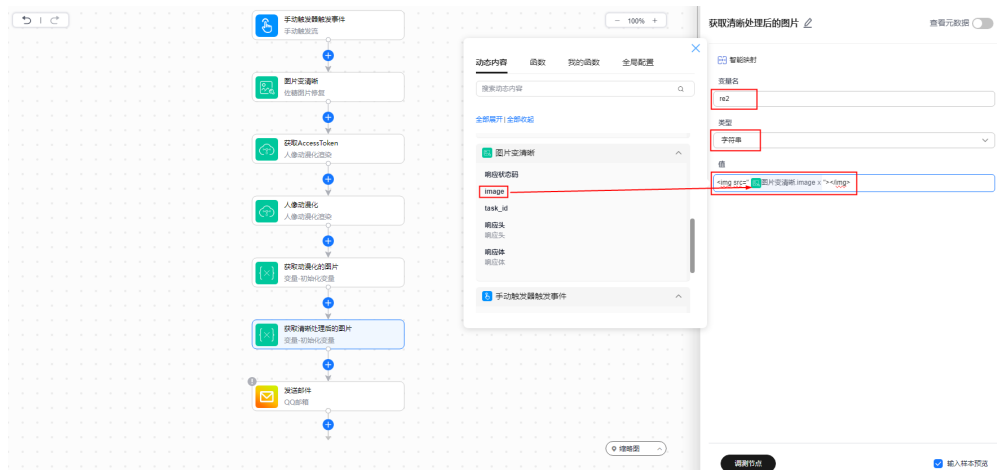 手动触发器触发事件
手动触发流
图片变清晰
佐糖图片修复
获取AccessToken
人像动漫化渲染
人像动漫化
人像动漫化渲染
获取动漫化的图片
变量-初始化变量
获取清晰处理后的图片
变量-初始化变量
发送邮件
QQ邮箱
- 100% +
缩略图
动态内容 函数 我的函数 全局配置
搜索动态内容
全部展开 | 全部收起
图片变清晰
响应状态码
image
task_id
响应头
响应头
响应体
响应体
手动触发器触发事件
获取清晰处理后的图片
查看元数据
智能映射
变量名
re2
类型
字符串
值
<img src=" 图片变清晰.image x "></img>
调测节点
输入样本预览